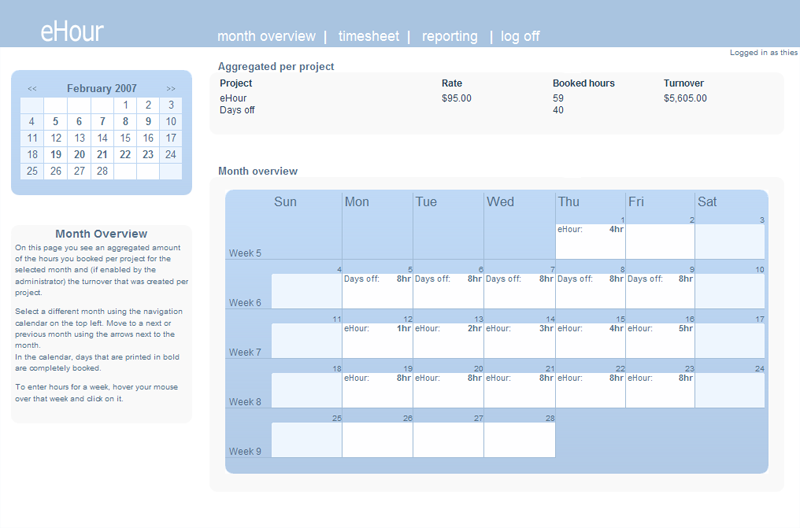 eHour
month overview | timesheet | reporting | log off
Logged in as thies
<< February 2007 >>
1 2 3
4 5 6 7 8 9 10
11 12 13 14 15 16 17
18 19 20 21 22 23 24
25 26 27 28
Month Overview
On this page you see an aggregated amount
of the hours you booked per project for the
selected month and (if enabled by the
administrator) the turnover that was created per
project.
Select a different month using the navigation
calendar on the top left. Move to a next or
previous month using the arrows next to the
month.
In the calendar, days that are printed in bold
are completely booked.
To enter hours for a week, hover your mouse
over that week and click on it.
Aggregated per project
Project Rate Booked hours Turnover
eHour $95.00 59 $5,605.00
Days off 40
Month overview
Sun Mon Tue Wed Thu Fri Sat
1 2 3
eHour: 4hr
Week 5
4 5 6 7 8 9 10
Days off: 8hr Days off: 8hr Days off: 8hr Days off: 8hr Days off: 8hr
Week 6
11 12 13 14 15 16 17
eHour: 1hr eHour: 2hr eHour: 3hr eHour: 4hr eHour: 5hr
Week 7
18 19 20 21 22 23 24
eHour: 8hr eHour: 8hr eHour: 8hr eHour: 8hr eHour: 8hr
Week 8
25 26 27 28
Week 9